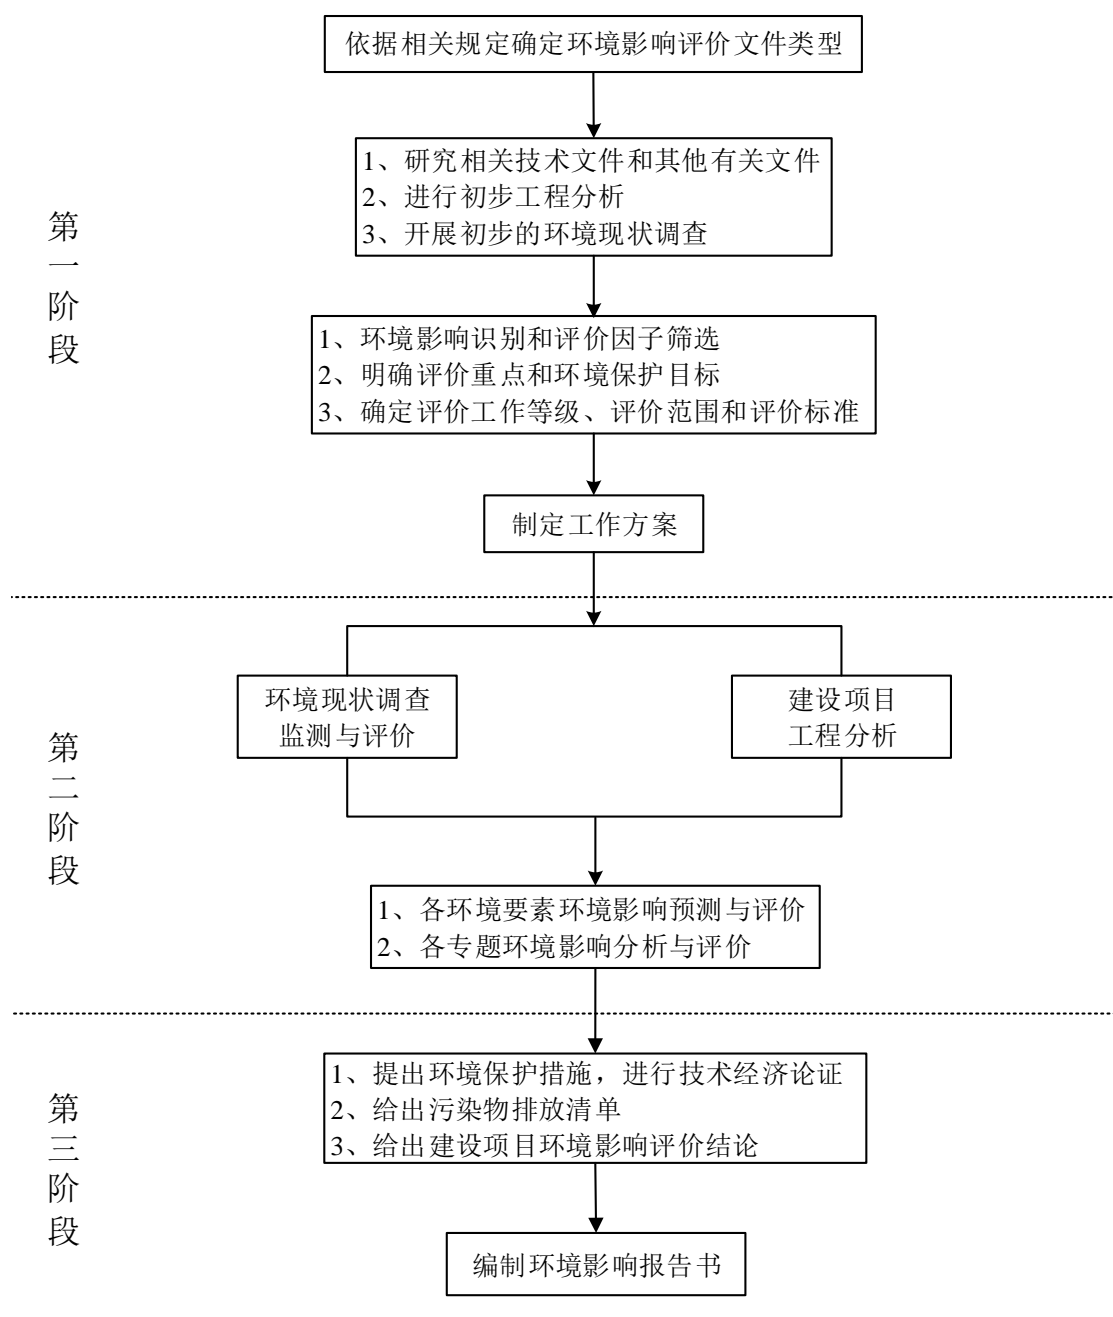 依据相关规定确定环境影响评价文件类型
1、研究相关技术文件和其他有关文件
2、进行初步工程分析
3、开展初步的环境现状调查
第一阶段
1、环境影响识别和评价因子筛选
2、明确评价重点和环境保护目标
3、确定评价工作等级、评价范围和评价标准
制定工作方案
环境现状调查
监测与评价
建设项目
工程分析
第二阶段
1、各环境要素环境影响预测与评价
2、各专题环境影响分析与评价
1、提出环境保护措施，进行技术经济论证
2、给出污染物排放清单
3、给出建设项目环境影响评价结论
第三阶段
编制环境影响报告书